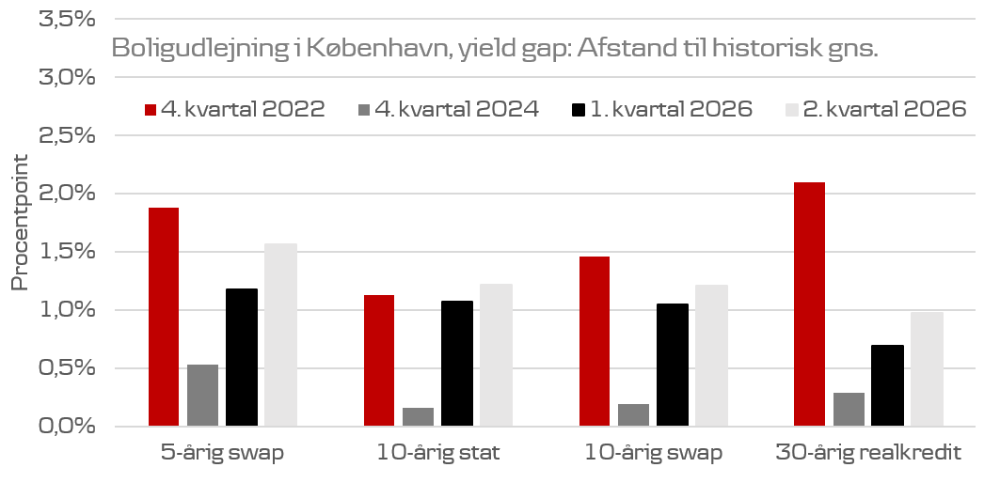 3,5%
Boligudlejning i København, yield gap: Afstand til historisk gns.
3,0%
4. kvartal 2022 4. kvartal 2024 1. kvartal 2026 2. kvartal 2026
2,5%
2,0%
1,5%
1,0%
0,5%
0,0%
Procentpoint
5-årig swap 10-årig stat 10-årig swap 30-årig realkredit